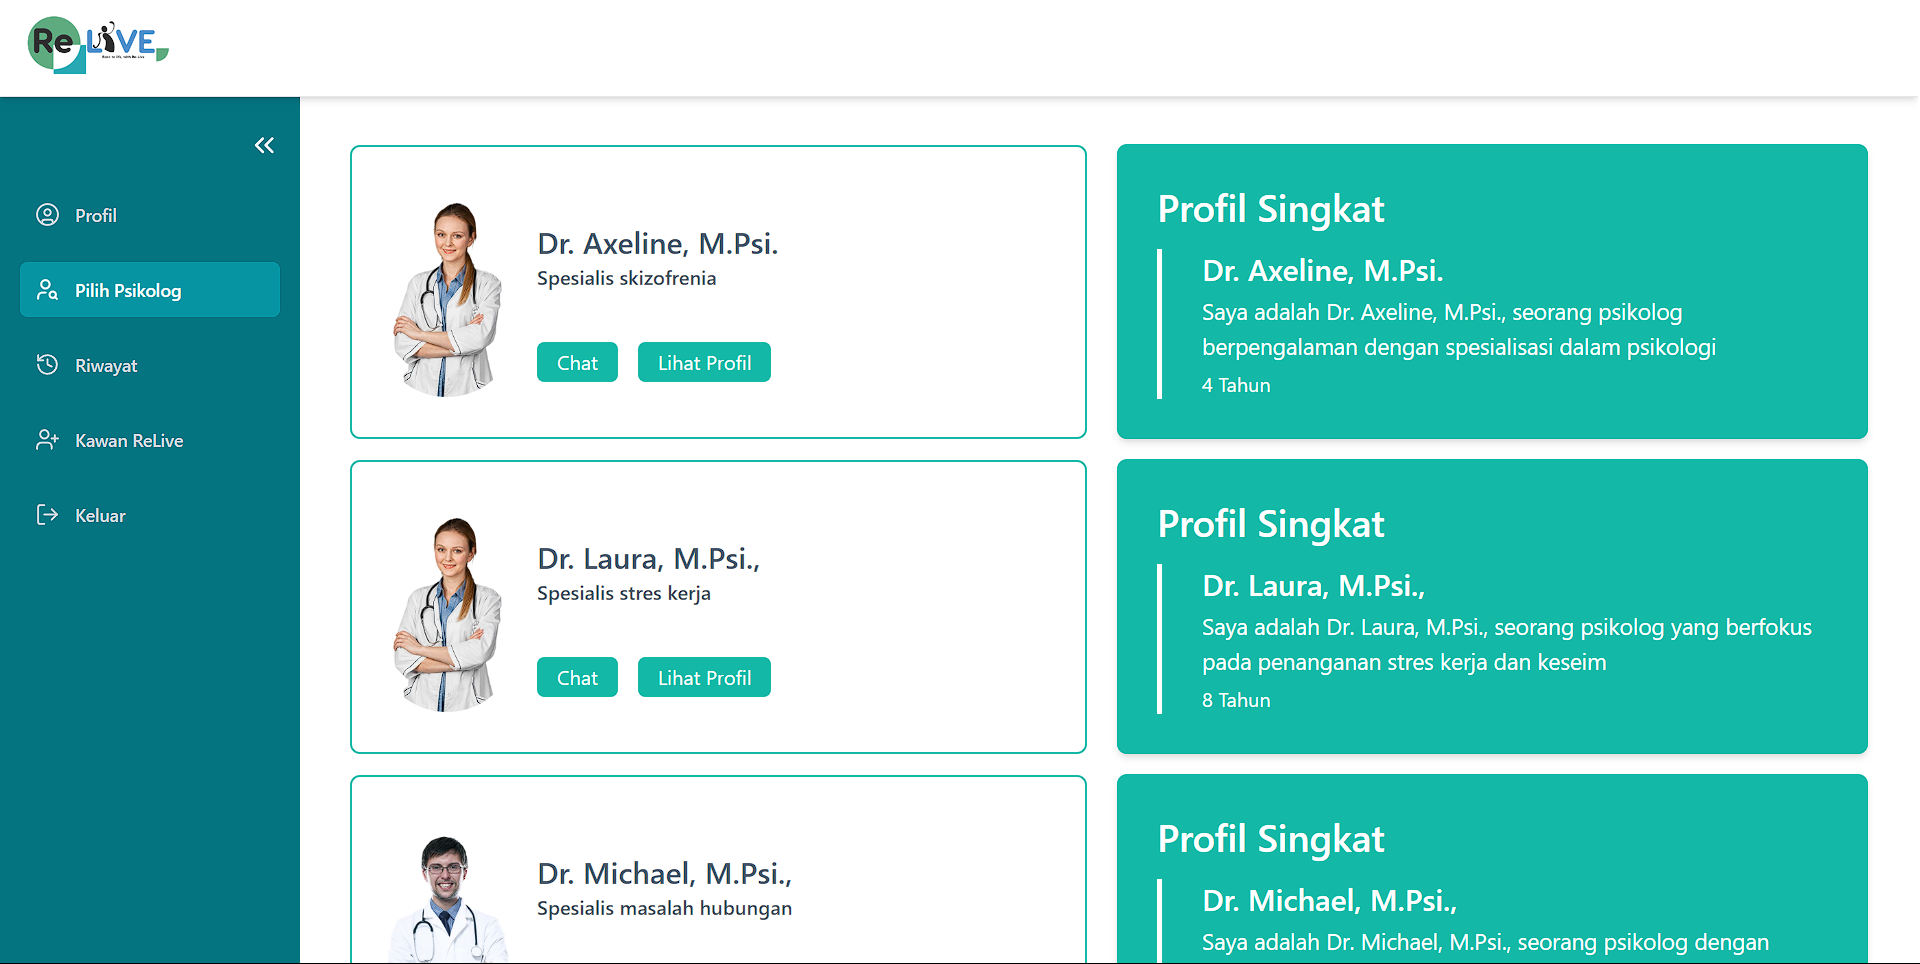 ReLIVE
Profil
Pilih Psikolog
Riwayat
Kawan ReLive
Keluar
Dr. Axeline, M.Psi.
Spesialis skizofrenia
Chat
Lihat Profil
Profil Singkat
Dr. Axeline, M.Psi.
Saya adalah Dr. Axeline, M.Psi., seorang psikolog
berpengalaman dengan spesialisasi dalam psikologi
4 Tahun
Dr. Laura, M.Psi.,
Spesialis stres kerja
Chat
Lihat Profil
Profil Singkat
Dr. Laura, M.Psi.,
Saya adalah Dr. Laura, M.Psi., seorang psikolog yang berfokus
pada penanganan stres kerja dan keseim
8 Tahun
Dr. Michael, M.Psi.,
Spesialis masalah hubungan
Profil Singkat
Dr. Michael, M.Psi.,
Saya adalah Dr. Michael, M.Psi., seorang psikolog dengan